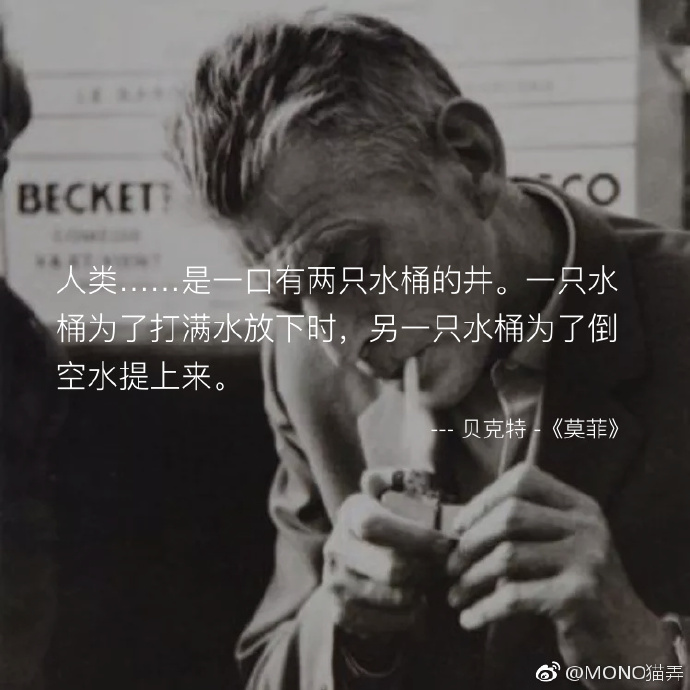 BECKETT
人类……是一口有两只水桶的井。一只水
桶为了打满水放下时，另一只水桶为了倒
空水提上来。
--- 贝克特 -《莫菲》
@MONO猫弄